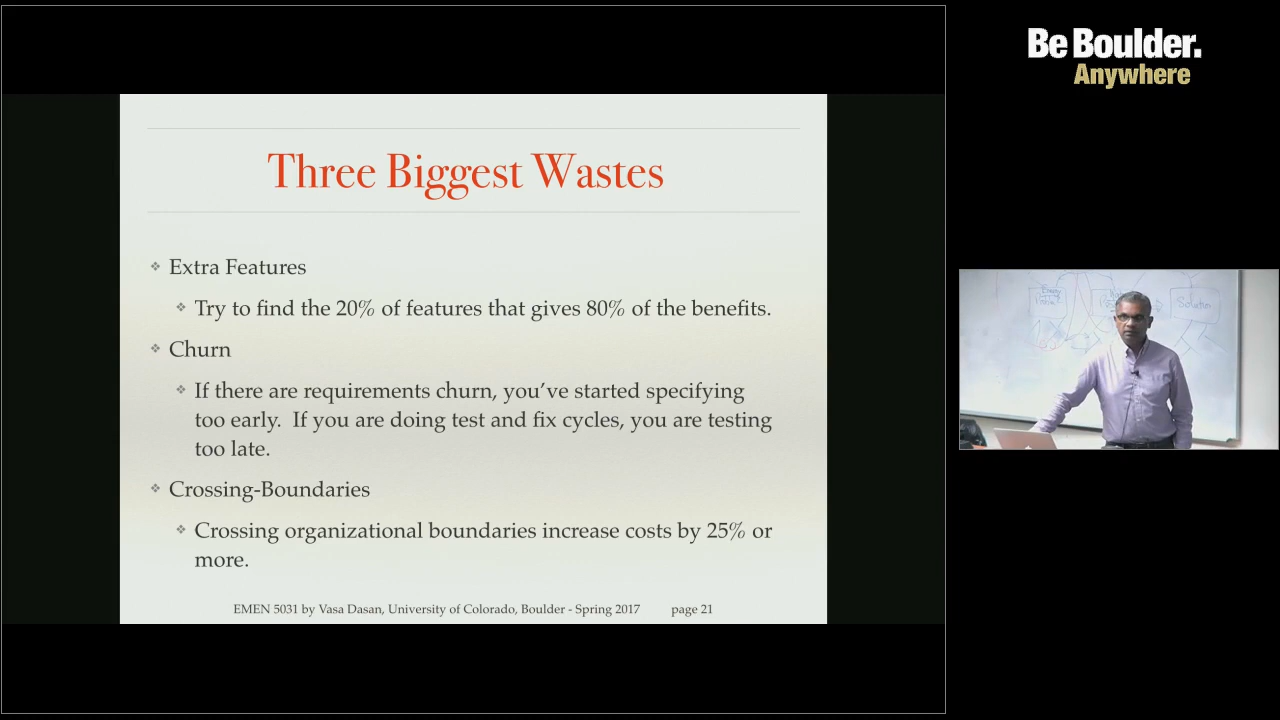 Be Boulder.
Anywhere
Three Biggest Wastes
❖ Extra Features
❖ Try to find the 20% of features that gives 80% of the benefits.
❖ Churn
❖ If there are requirements churn, you’ve started specifying
too early.  If you are doing test and fix cycles, you are testing
too late.
❖ Crossing-Boundaries
❖ Crossing organizational boundaries increase costs by 25% or
more.
EMEN 5031 by Vasa Dasan, University of Colorado, Boulder - Spring 2017 page 21
Solution